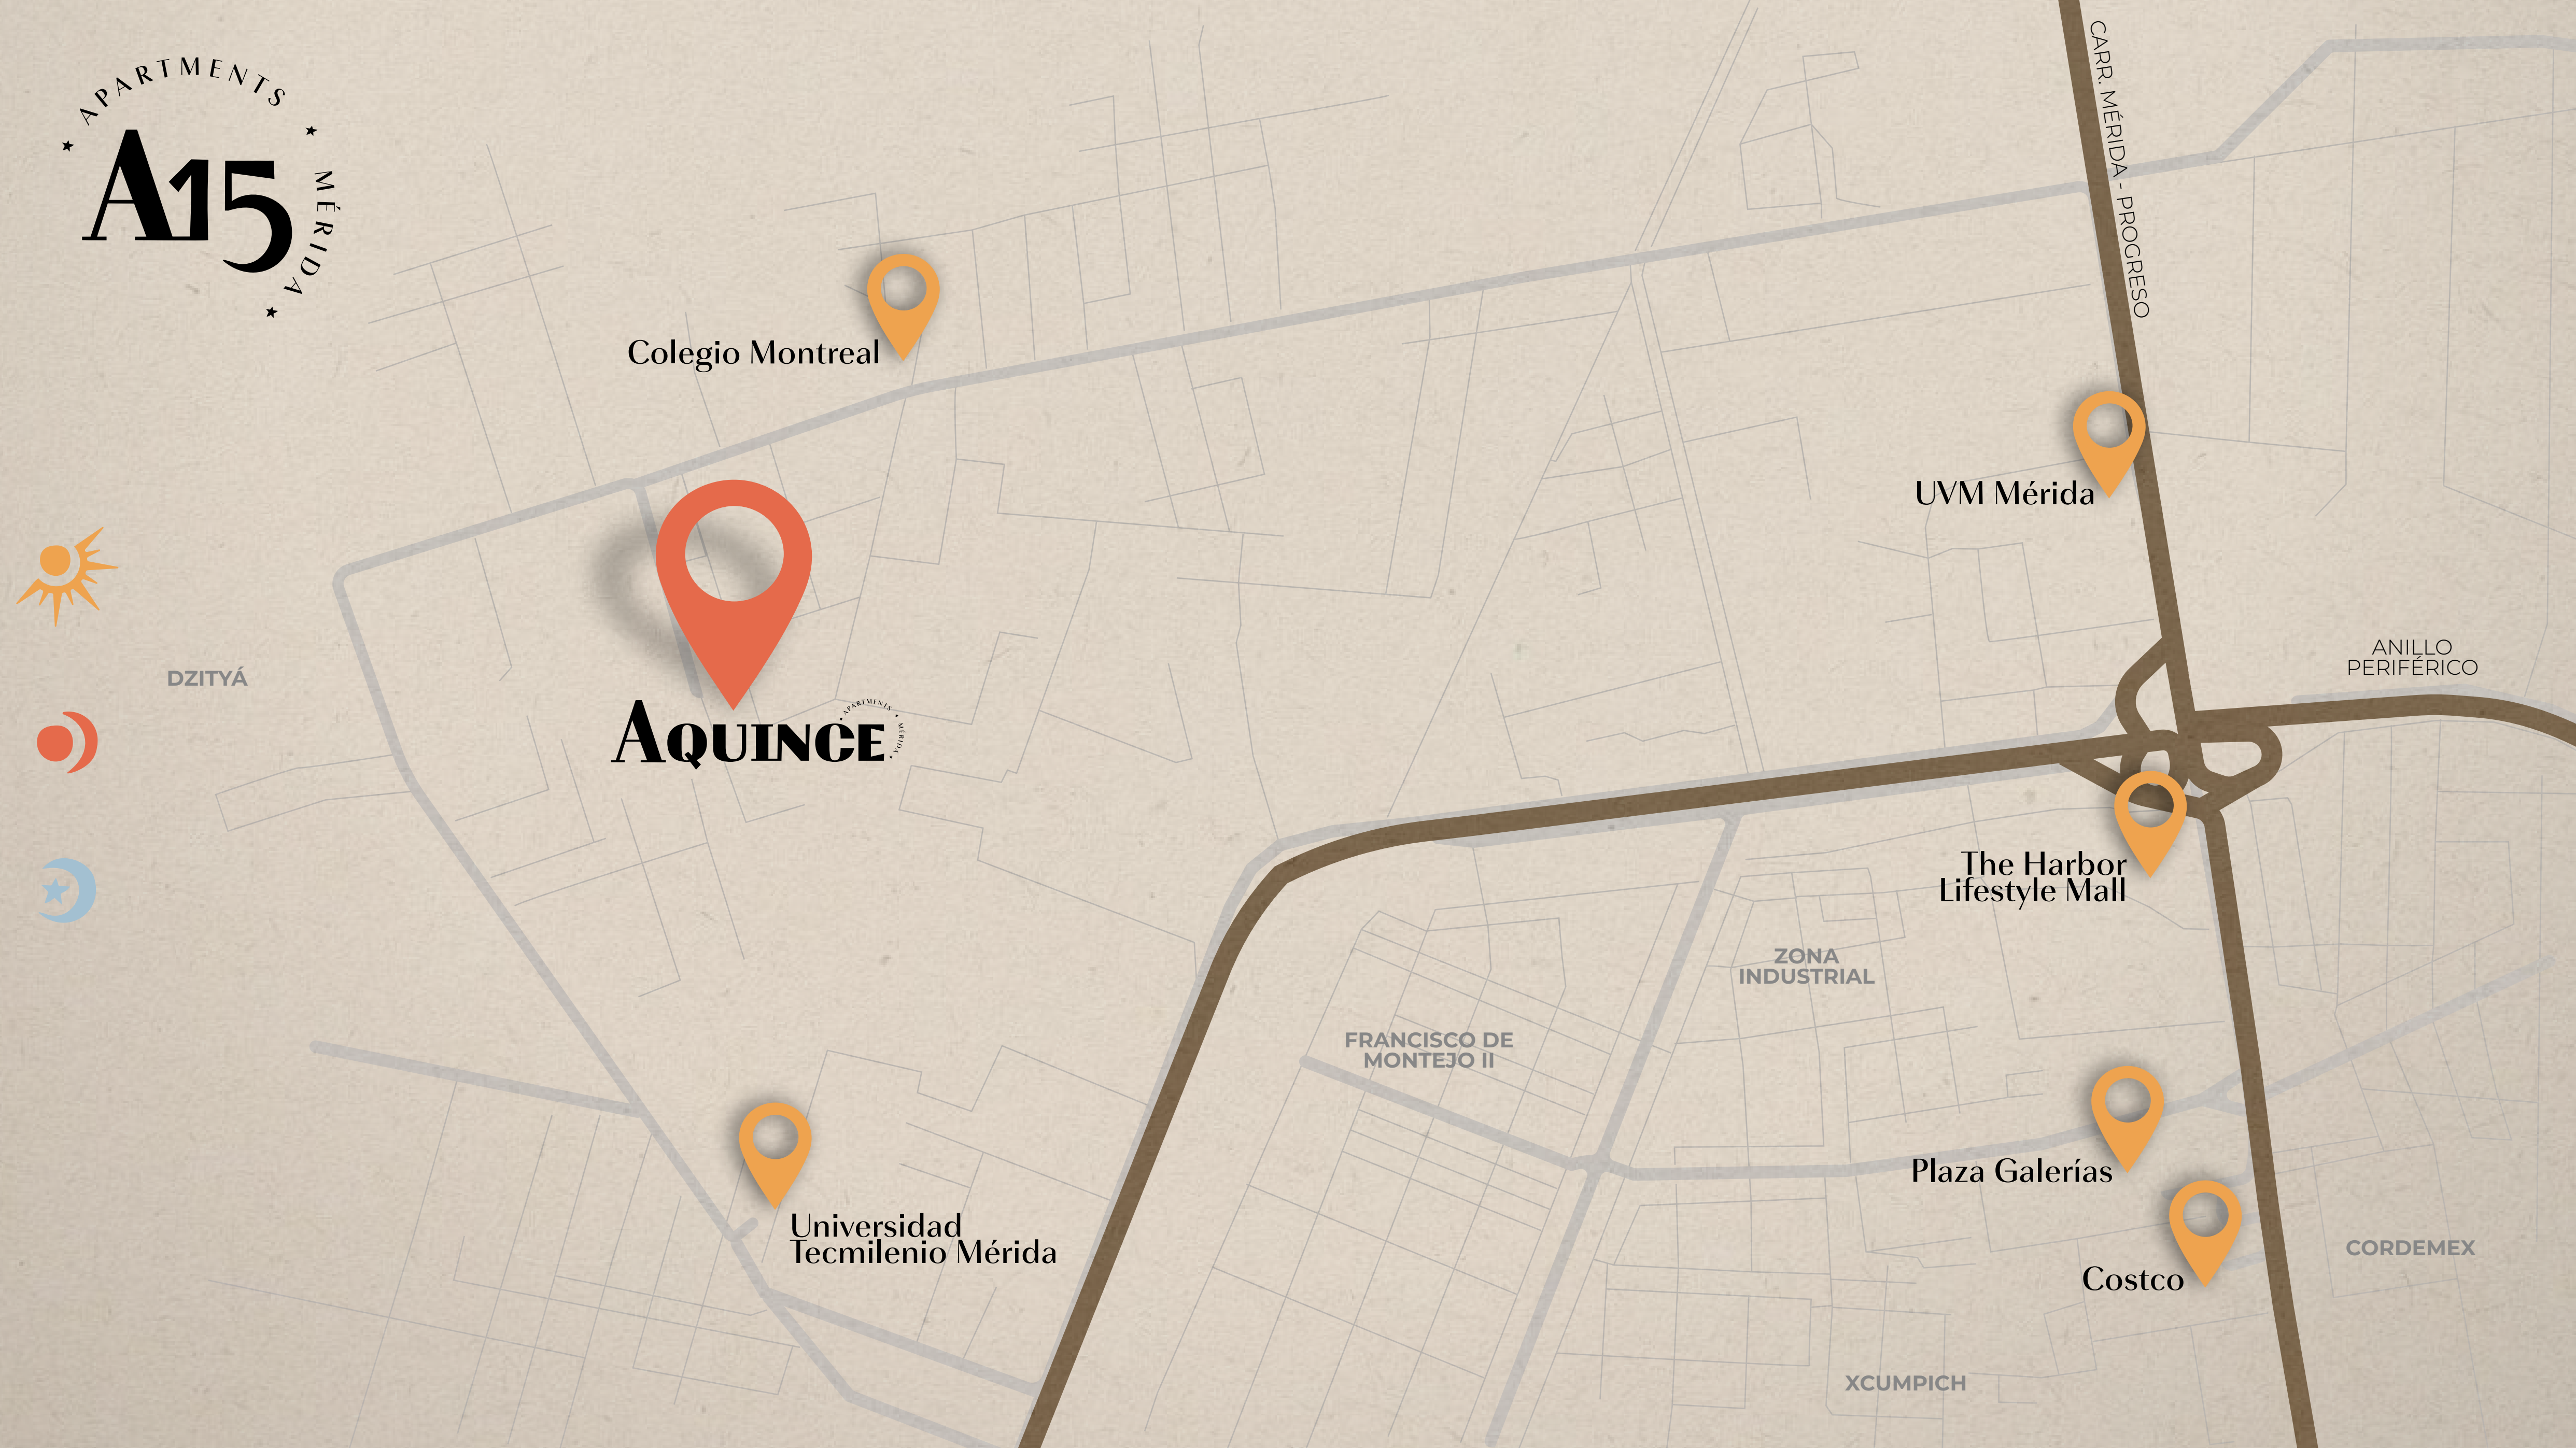 APARTMENTS
MÉRIDA
A15
CARR. MÉRIDA - PROGRESO
Colegio Montreal
UVM Mérida
ANILLO
PERIFÉRICO
DZITYÁ
AQUINCE
APARTMENTS
MÉRIDA
The Harbor
Lifestyle Mall
ZONA
INDUSTRIAL
FRANCISCO DE
MONTEJO II
Plaza Galerías
Universidad
Tecmilenio Mérida
CORDEMEX
Costco
XCUMPICH